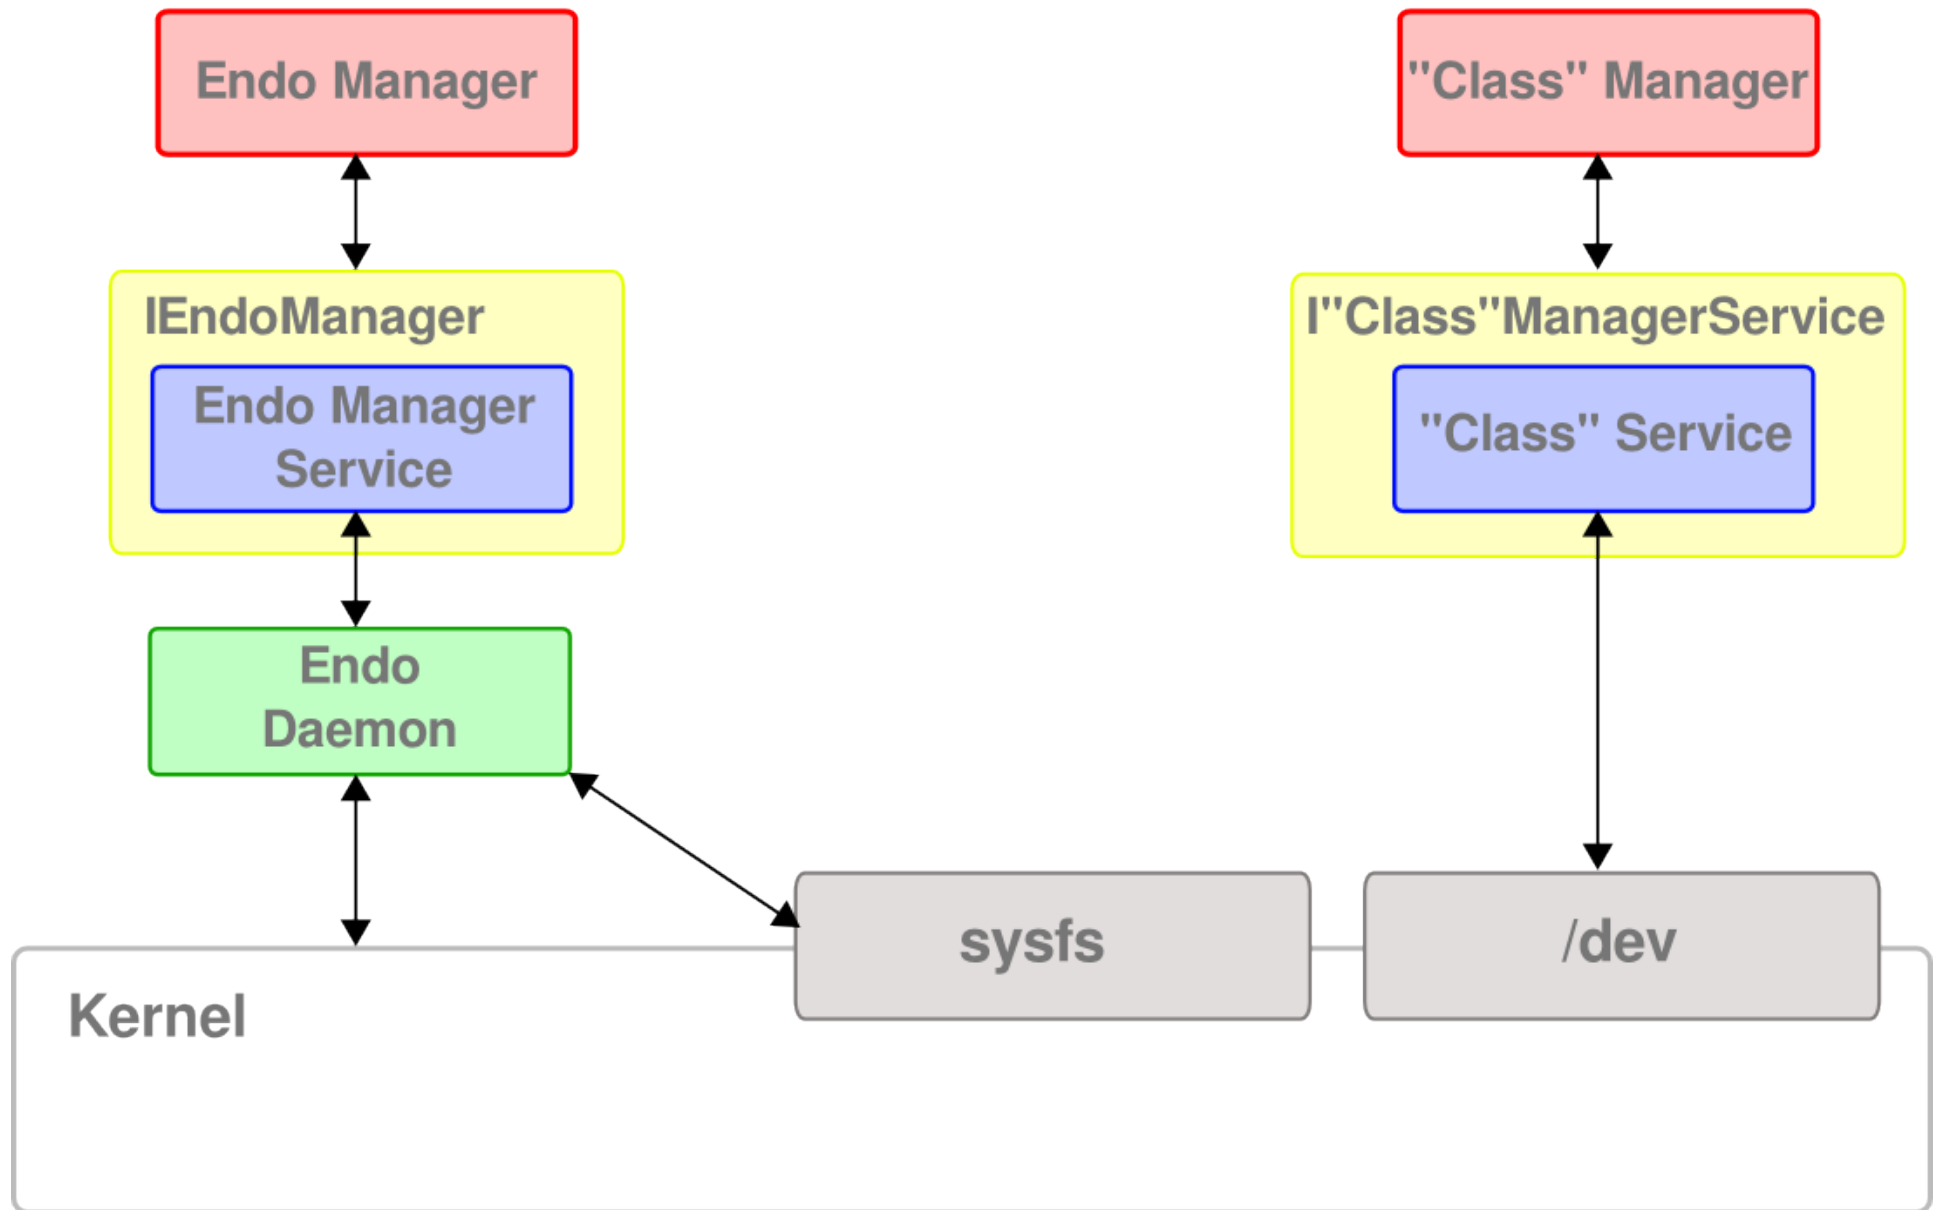 Endo Manager
"Class" Manager
IEndoManager
I"Class"ManagerService
Endo Manager
Service
"Class" Service
Endo
Daemon
sysfs
/dev
Kernel